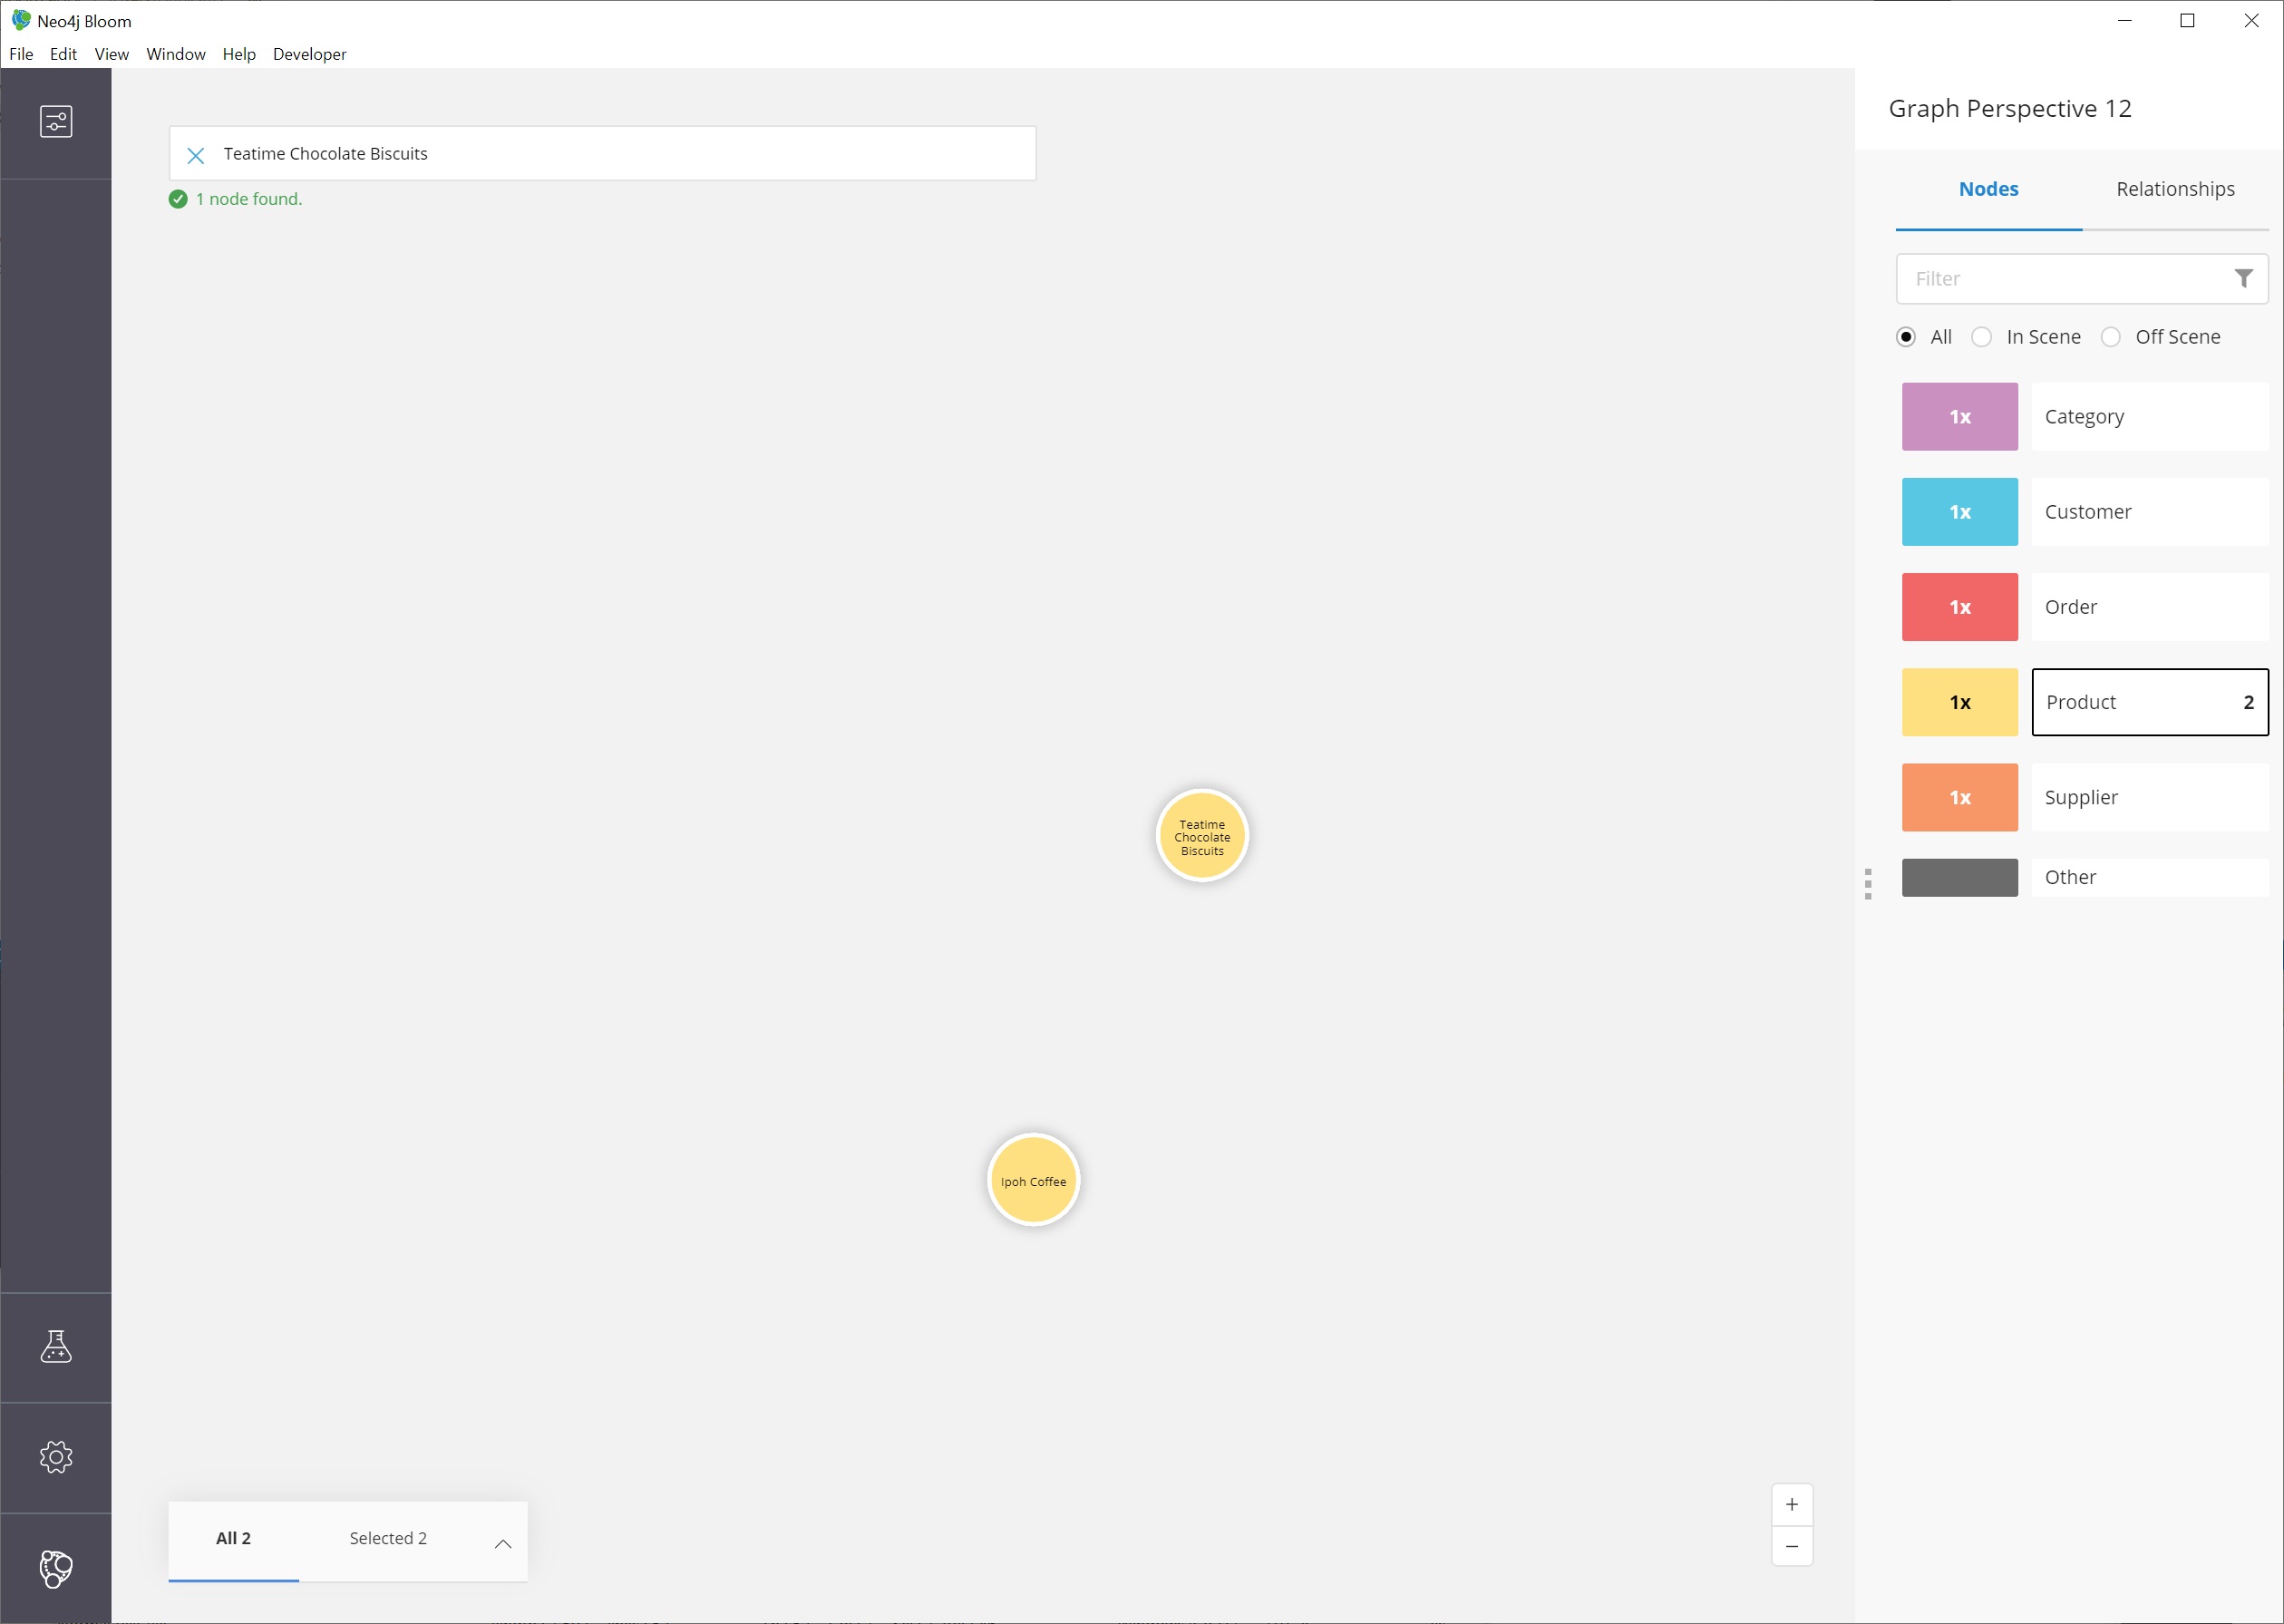 Neo4j Bloom
File Edit View Window Help Developer
Teatime Chocolate Biscuits
1 node found.
Teatime
Chocolate
Biscuits
Ipoh Coffee
All 2 Selected 2
+
−
Graph Perspective 12
Nodes Relationships
Filter
All In Scene Off Scene
1x Category
1x Customer
1x Order
1x Product 2
1x Supplier
Other